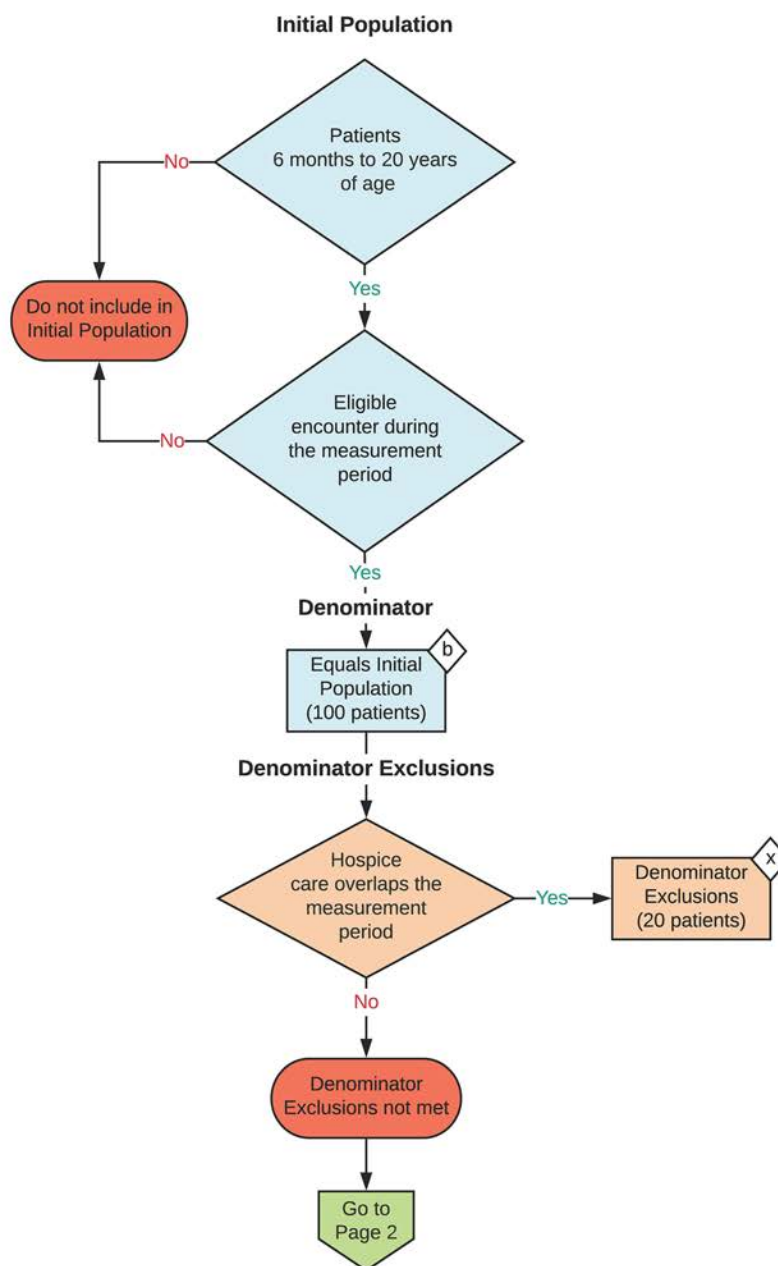 Initial Population
Patients
6 months to 20 years
of age
No
Yes
Do not include in
Initial Population
Eligible
encounter during
the measurement
period
No
Yes
Denominator
b
Equals Initial
Population
(100 patients)
Denominator Exclusions
Hospice
care overlaps the
measurement
period
Yes
x
Denominator
Exclusions
(20 patients)
No
Denominator
Exclusions not met
Go to
Page 2